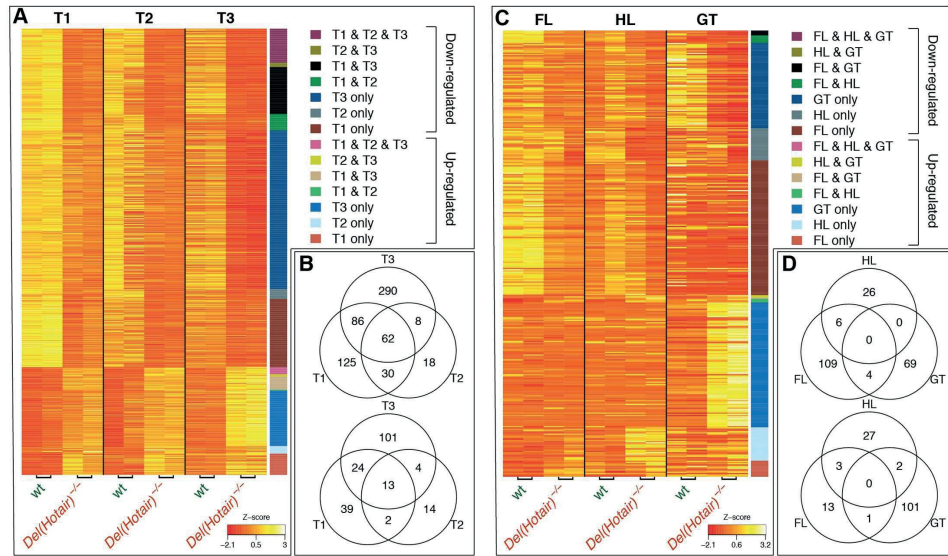 A
T1 T2 T3
T1 & T2 & T3
T2 & T3
T1 & T3
T1 & T2
T3 only
T2 only
T1 only
Down-regulated
T1 & T2 & T3
T2 & T3
T1 & T3
T1 & T2
T3 only
T2 only
T1 only
Up-regulated
wt
Del(Hotair)−/−
wt
Del(Hotair)−/−
wt
Del(Hotair)−/−
Z-score
−2.1 0.5 3
B
T3
290
86 8
62
125 18
30
T1 T2
T3
101
24 4
13
39 14
2
T1 T2
C
FL HL GT
FL & HL & GT
HL & GT
FL & GT
FL & HL
GT only
HL only
FL only
Down-regulated
FL & HL & GT
HL & GT
FL & GT
FL & HL
GT only
HL only
FL only
Up-regulated
wt
Del(Hotair)−/−
wt
Del(Hotair)−/−
wt
Del(Hotair)−/−
Z-score
−2.1 0.6 3.2
D
HL
26
6 0
0
109 69
4
FL GT
HL
27
3 2
0
13 101
1
FL GT